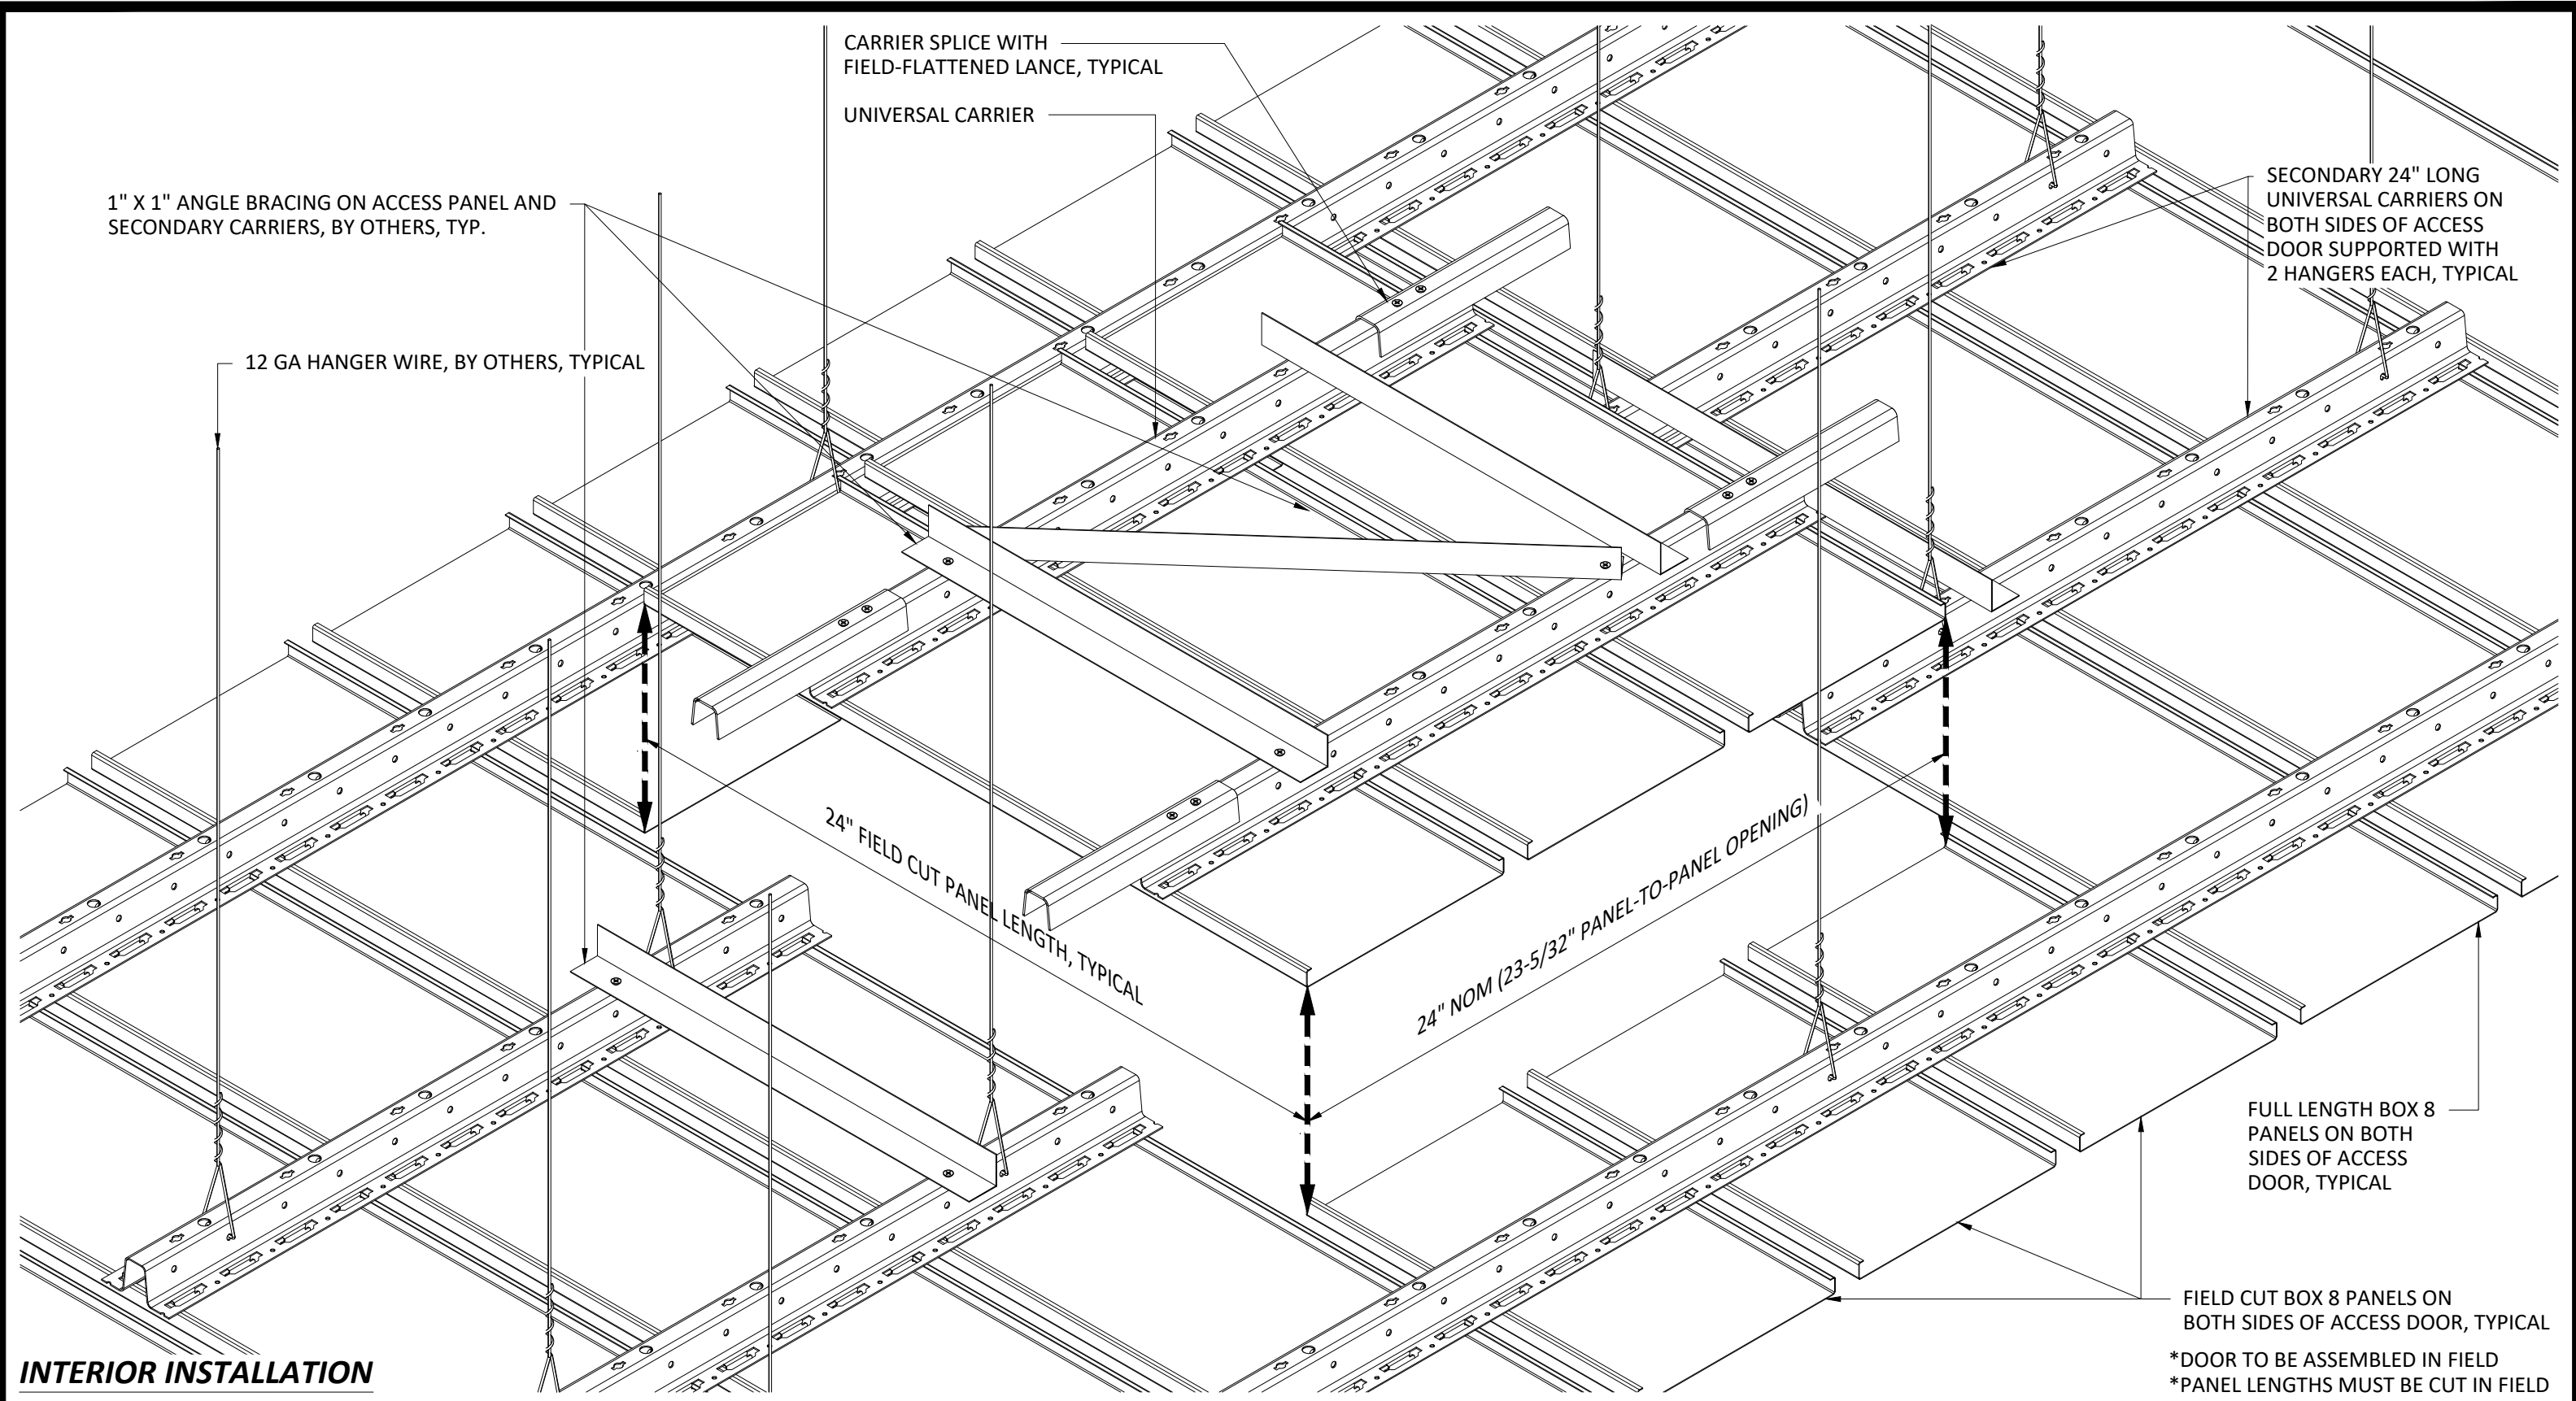 CARRIER SPLICE WITH
FIELD-FLATTENED LANCE, TYPICAL
UNIVERSAL CARRIER
1" X 1" ANGLE BRACING ON ACCESS PANEL AND
SECONDARY CARRIERS, BY OTHERS, TYP.
SECONDARY 24" LONG
UNIVERSAL CARRIERS ON
BOTH SIDES OF ACCESS
DOOR SUPPORTED WITH
2 HANGERS EACH, TYPICAL
12 GA HANGER WIRE, BY OTHERS, TYPICAL
24" FIELD CUT PANEL LENGTH, TYPICAL
24" NOM (23-5/32" PANEL-TO-PANEL OPENING)
FULL LENGTH BOX 8
PANELS ON BOTH
SIDES OF ACCESS
DOOR, TYPICAL
FIELD CUT BOX 8 PANELS ON
BOTH SIDES OF ACCESS DOOR, TYPICAL
*DOOR TO BE ASSEMBLED IN FIELD
*PANEL LENGTHS MUST BE CUT IN FIELD
INTERIOR INSTALLATION